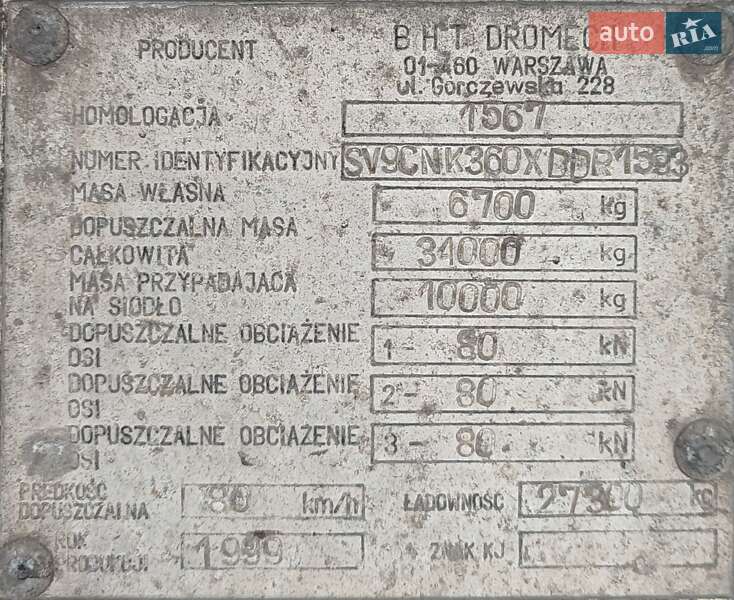 auto RIA
PRODUCENT B H T DROMECH
01-460 WARSZAWA
ul. Górczewska 228
HOMOLOGACJA 1567
NUMER IDENTYFIKACYJNY SV9CNK360XDDR1593
MASA WŁASNA 6700 kg
DOPUSZCZALNA MASA
CAŁKOWITA 31000 kg
MASA PRZYPADAJĄCA
NA SIODŁO 10000 kg
DOPUSZCZALNE OBCIĄŻENIE
OSI 1 - 80 kN
DOPUSZCZALNE OBCIĄŻENIE
OSI 2 - 80 kN
DOPUSZCZALNE OBCIĄŻENIE
OSI 3 - 80 kN
PRĘDKOŚĆ
DOPUSZCZALNA 80 km/h ŁADOWNOŚĆ 27300 kg
ROK
PRODUKCJI 1999 ZNAK KJ